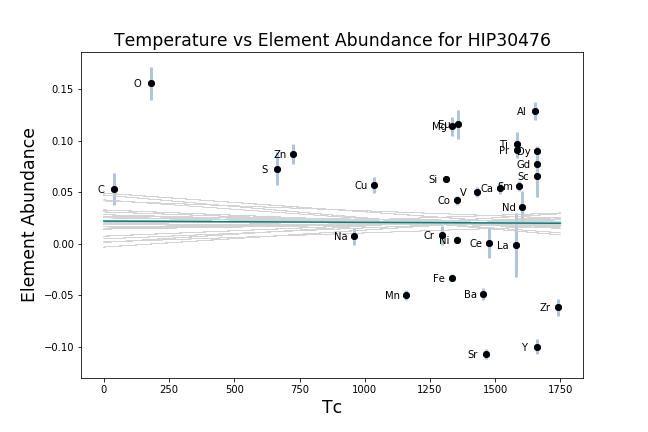 Temperature vs Element Abundance for HIP30476
Element Abundance
0.15
0.10
0.05
0.00
−0.05
−0.10
O
Al
Eu
Mg
Ti
Pr
Dy
Zn
S
Gd
Sc
Si
Cu
C
V
Ca
Sm
Co
Nd
Na
Cr
Ni
Ce
La
Fe
Mn
Ba
Zr
Sr
Y
0
250
500
750
1000
1250
1500
1750
Tc